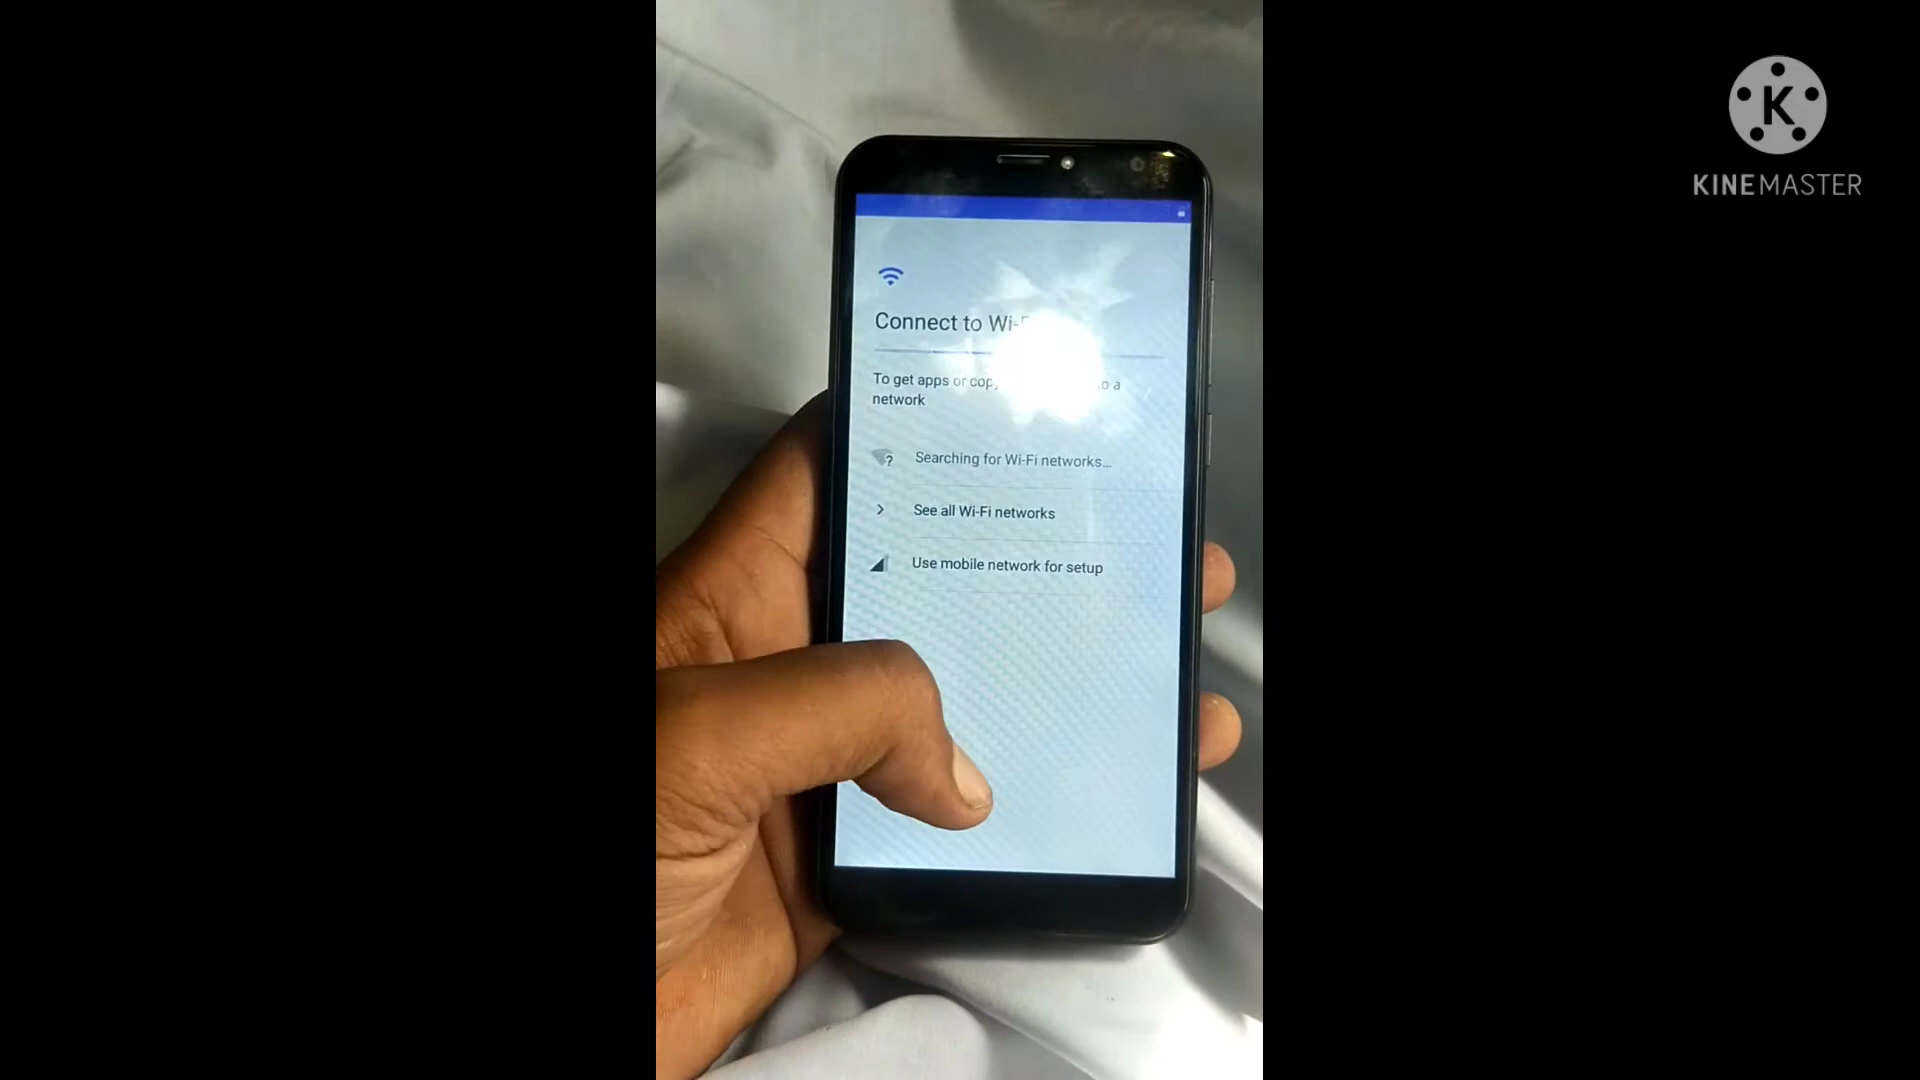 K
KINEMASTER
Connect to Wi-F
To get apps or cop a
network
?
Searching for Wi-Fi networks...
See all Wi-Fi networks
Use mobile network for setup